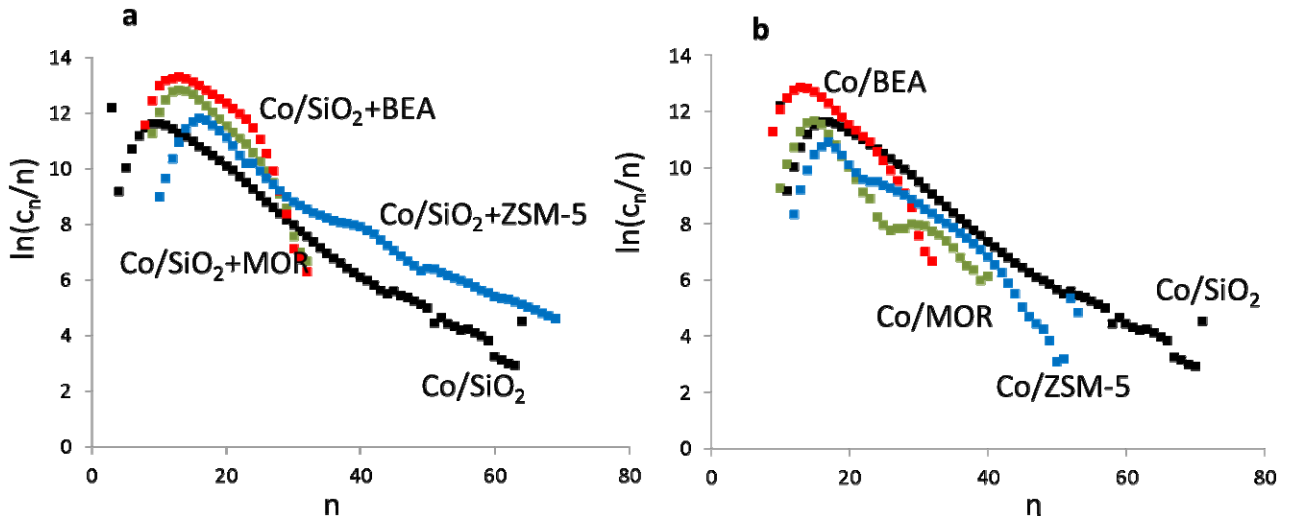 a
14
12
10
8
6
4
2
0
ln(cₙ/n)
0 20 40 60 80
n
Co/SiO₂+BEA
Co/SiO₂+ZSM-5
Co/SiO₂+MOR
Co/SiO₂
b
14
12
10
8
6
4
2
0
ln(cₙ/n)
0 20 40 60 80
n
Co/BEA
Co/SiO₂
Co/MOR
Co/ZSM-5